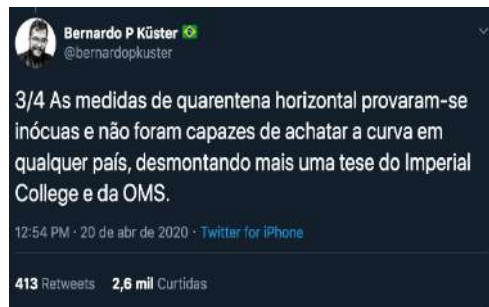 Bernardo P Küster 🇧🇷
@bernardopkuster
3/4 As medidas de quarentena horizontal provaram-se
inócuas e não foram capazes de achatar a curva em
qualquer país, desmontando mais uma tese do Imperial
College e da OMS.
12:54 PM · 20 de abr de 2020 · Twitter for iPhone
413 Retweets 2,6 mil Curtidas